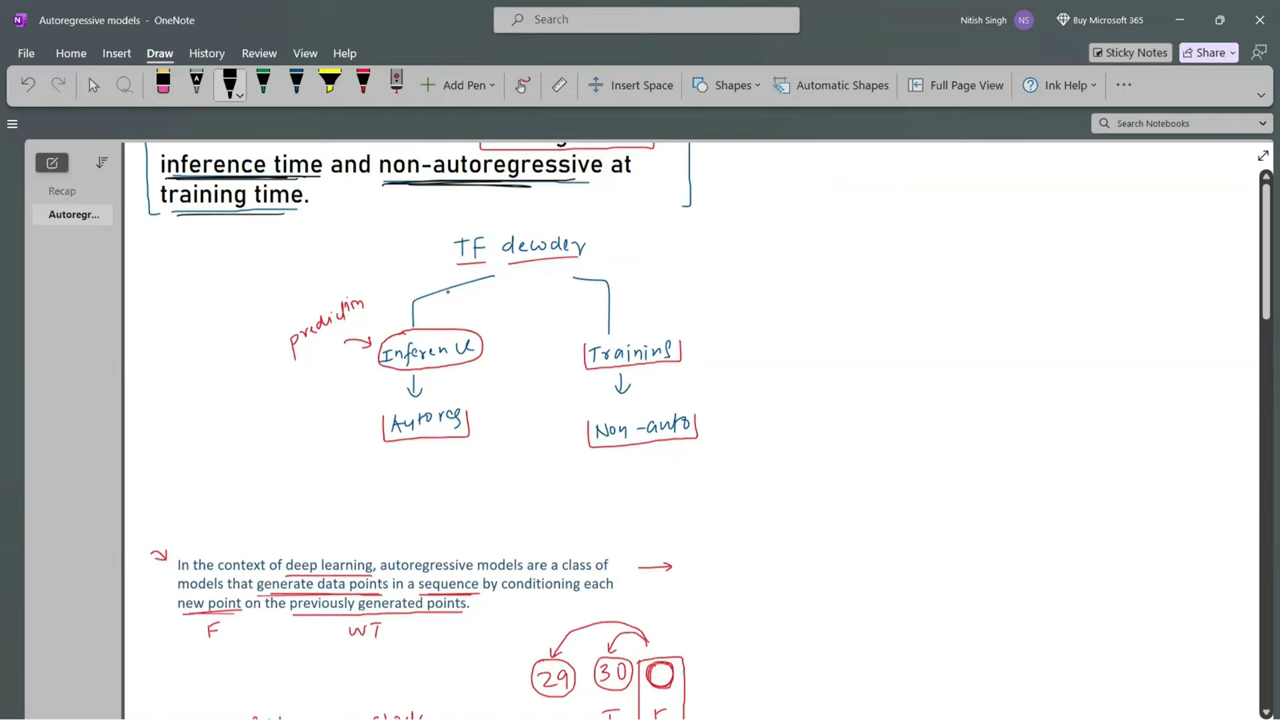 Autoregressive models - OneNote
Search
Nitish Singh NS
Buy Microsoft 365
File Home Insert Draw History Review View Help
Sticky Notes Share
Add Pen Insert Space Shapes Automatic Shapes Full Page View Ink Help
Search Notebooks
Recap
Autoregr...
inference time and non-autoregressive at
training time.
TF decoder
prediction
Inference Training
Autoreg Non-auto
In the context of deep learning, autoregressive models are a class of
models that generate data points in a sequence by conditioning each
new point on the previously generated points.
F WT
29 30